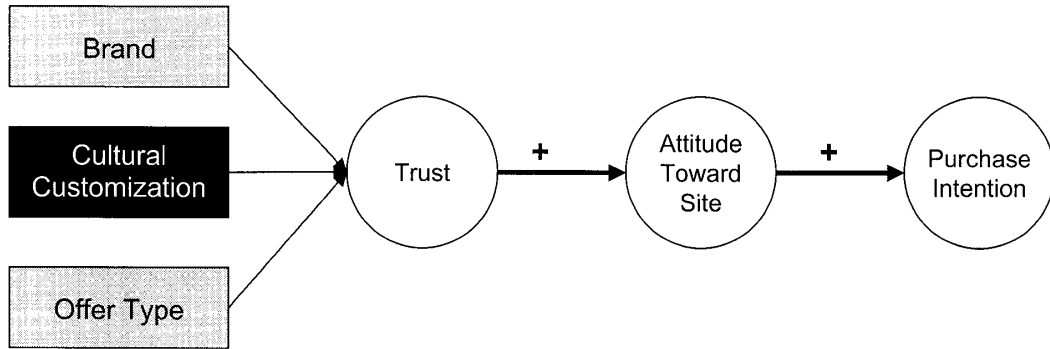 Brand
Cultural
Customization
Offer Type
Trust
+
Attitude
Toward
Site
+
Purchase
Intention